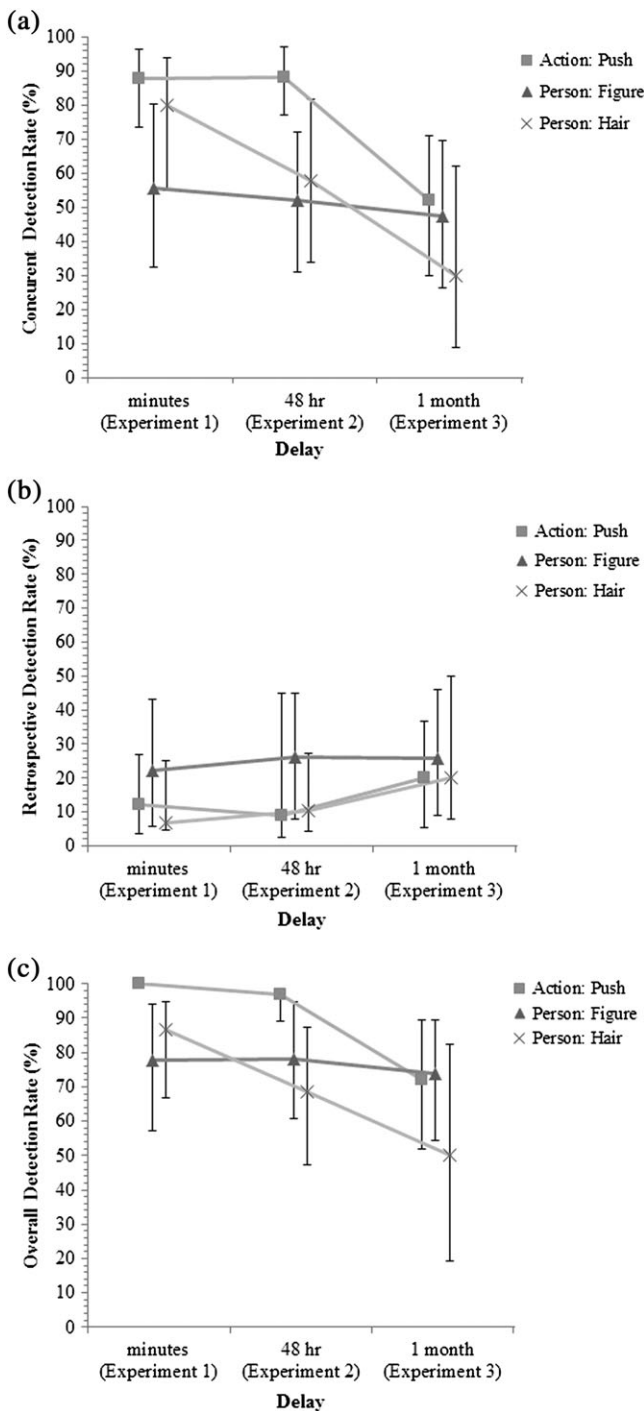 (a)
100
90
80
70
60
50
40
30
20
10
0
Concurent Detection Rate (%)
Action: Push
Person: Figure
Person: Hair
minutes 48 hr 1 month
(Experiment 1) (Experiment 2) (Experiment 3)
Delay
(b)
100
90
80
70
60
50
40
30
20
10
0
Retrospective Detection Rate (%)
Action: Push
Person: Figure
Person: Hair
minutes 48 hr 1 month
(Experiment 1) (Experiment 2) (Experiment 3)
Delay
(c)
100
90
80
70
60
50
40
30
20
10
0
Overall Detection Rate (%)
Action: Push
Person: Figure
Person: Hair
minutes 48 hr 1 month
(Experiment 1) (Experiment 2) (Experiment 3)
Delay